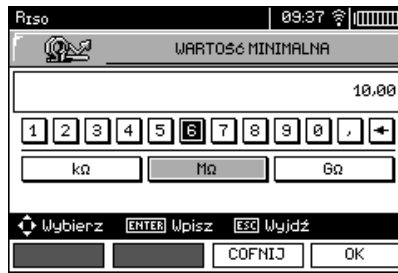 RISO 09:37
WARTOŚĆ MINIMALNA
10,00
1 2 3 4 5 6 7 8 9 0 , ←
kΩ MΩ GΩ
Wybierz ENTER Wpisz ESC Wyjdź
COFNIJ OK